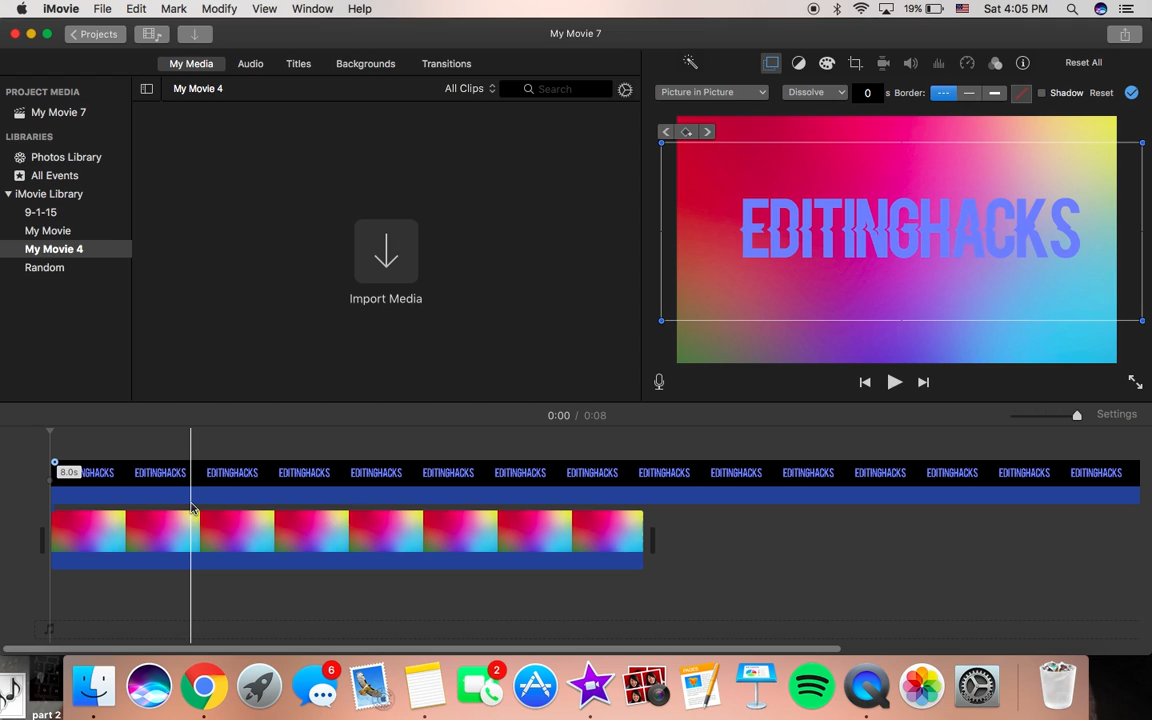 iMovie File Edit Mark Modify View Window Help 19% Sat 4:05 PM
Projects My Movie 7
My Media Audio Titles Backgrounds Transitions Reset All
PROJECT MEDIA My Movie 4 All Clips Search Picture in Picture Dissolve 0 s Border: Shadow Reset
My Movie 7
LIBRARIES
Photos Library
All Events
iMovie Library
9-1-15
My Movie
My Movie 4
Random
Import Media
EDITINGHACKS
0:00 / 0:08 Settings
8.0s NGHACKS EDITINGHACKS EDITINGHACKS EDITINGHACKS EDITINGHACKS EDITINGHACKS EDITINGHACKS EDITINGHACKS EDITINGHACKS EDITINGHACKS EDITINGHACKS EDITINGHACKS EDITINGHACKS EDITINGHACKS EDITINGHACKS
6 2
PAGES
part 2